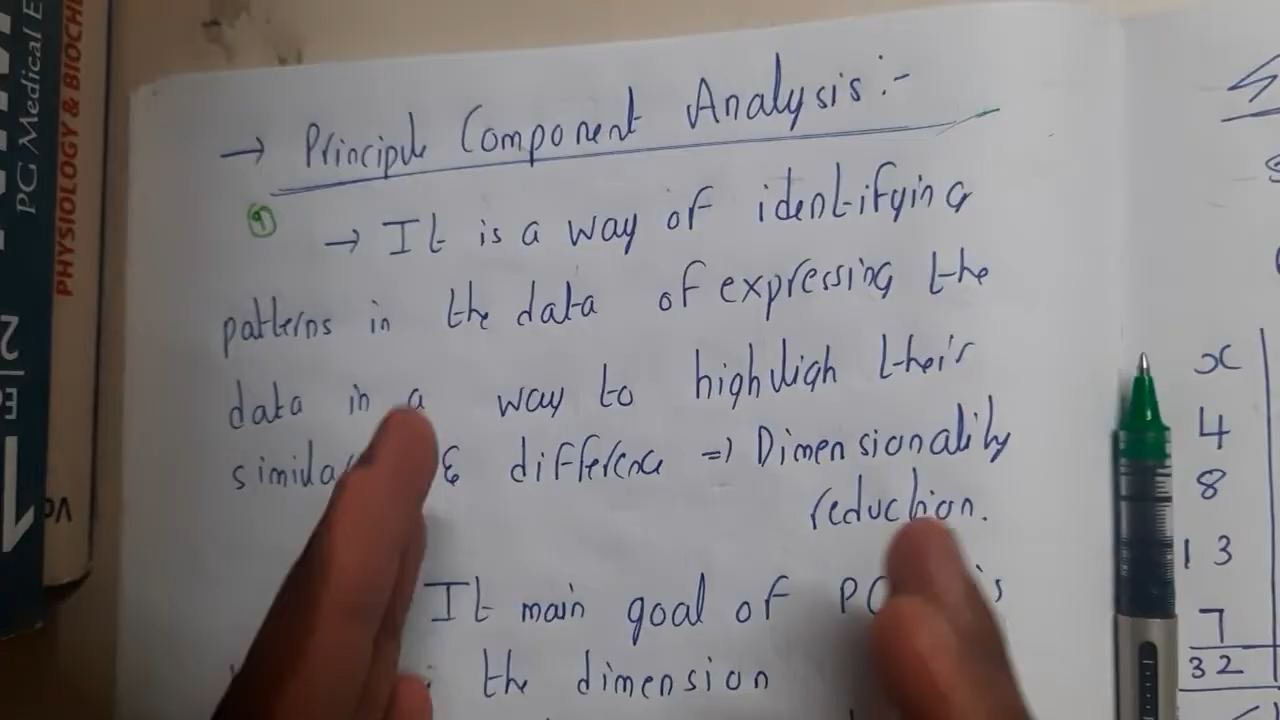 → Principle Component Analysis:-
→ It is a way of identifying
patterns in the data of expressing the
data in a way to highligh their
& difference => Dimensionality
reduction.
It main goal of
the dimension
x
4
8
13
7
32
PG Medical E
PHYSIOLOGY & BIOCHE